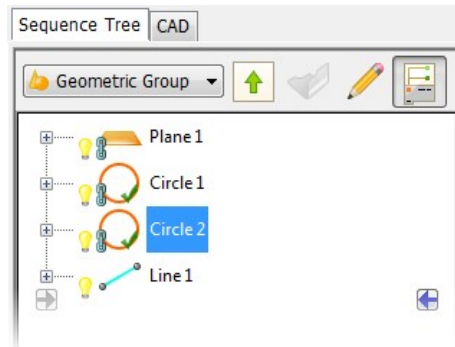 Sequence Tree CAD
Geometric Group
Plane 1
Circle 1
Circle 2
Line 1